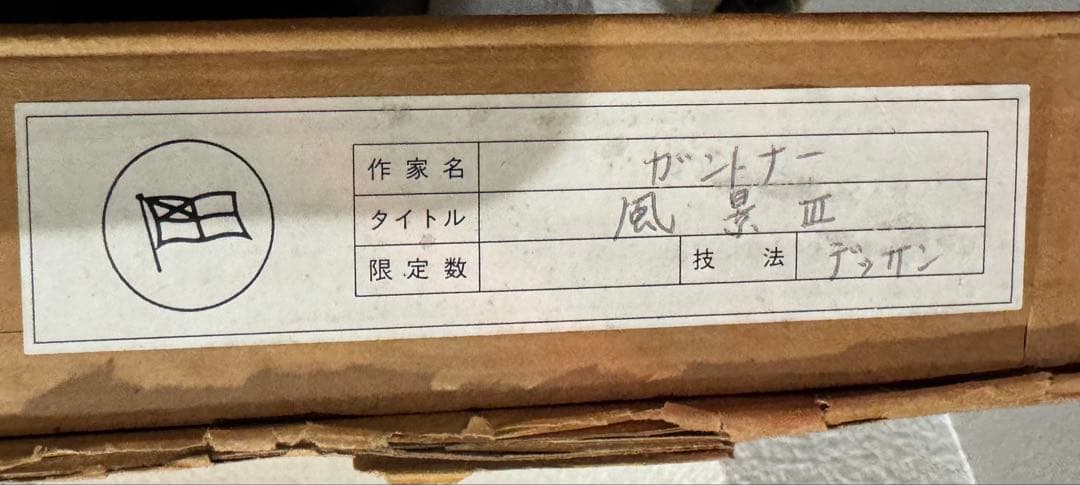 作家名 ガントナー
タイトル 風景 III
限定数 技法 デッサン